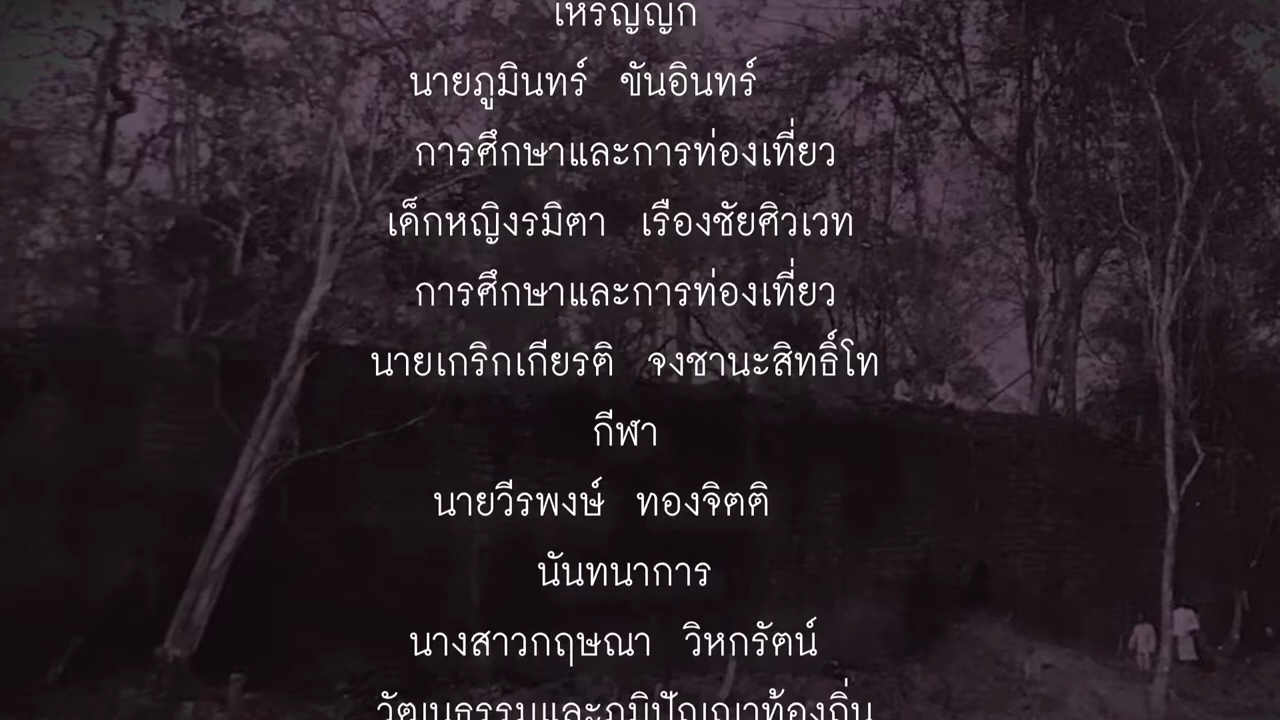 เหรัญญิก
นายภูมินทร์ ขันอินทร์
การศึกษาและการท่องเที่ยว
เด็กหญิงรมิตา เรืองชัยศิวเวท
การศึกษาและการท่องเที่ยว
นายเกริกเกียรติ จงชานะสิทธิ์โท
กีฬา
นายวีรพงษ์ ทองจิตติ
นันทนาการ
นางสาวกฤษณา วิหกรัตน์
วัฒนธรรมและภูมิปัญญาท้องถิ่น